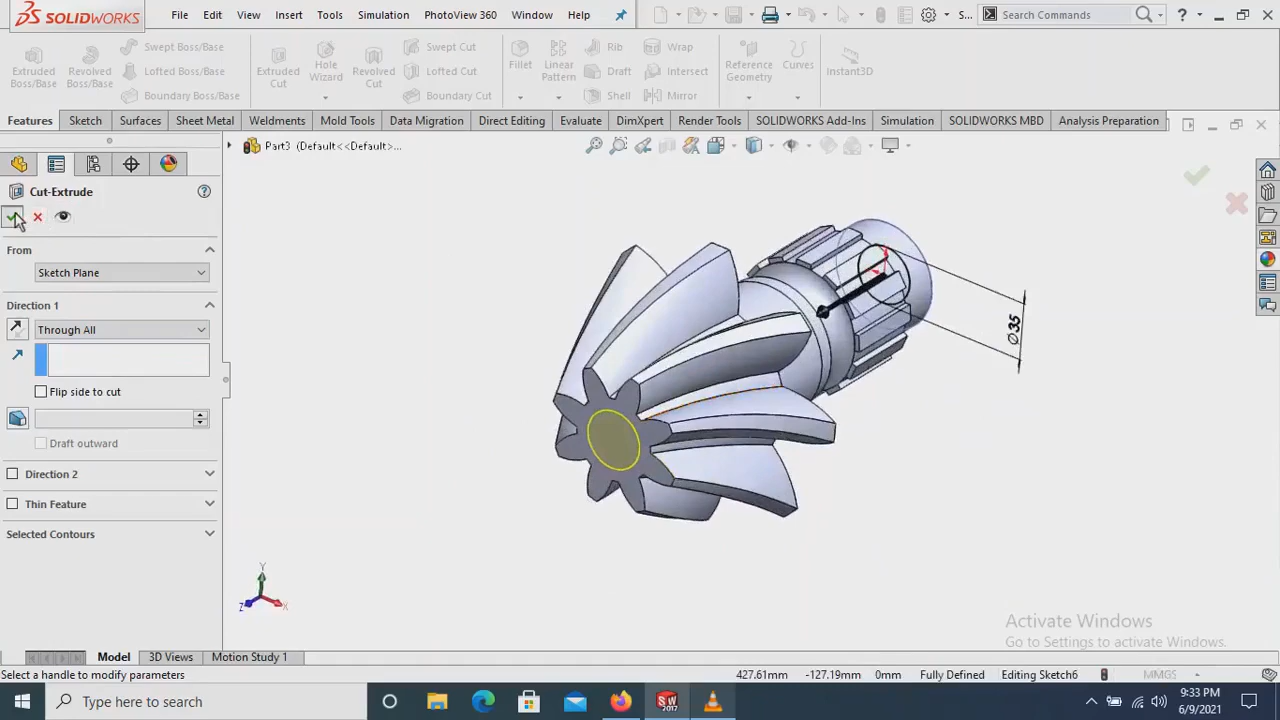 SOLIDWORKS File Edit View Insert Tools Simulation PhotoView 360 Window Help S... Search Commands ?
Extruded Boss/Base
Revolved Boss/Base
Swept Boss/Base
Lofted Boss/Base
Boundary Boss/Base
Extruded Cut
Hole Wizard
Revolved Cut
Swept Cut
Lofted Cut
Boundary Cut
Fillet
Linear Pattern
Rib
Draft
Shell
Wrap
Intersect
Mirror
Reference Geometry
Curves
Instant3D
Features Sketch Surfaces Sheet Metal Weldments Mold Tools Data Migration Direct Editing Evaluate DimXpert Render Tools SOLIDWORKS Add-Ins Simulation SOLIDWORKS MBD Analysis Preparation
Part3 (Default<<Default>...
Cut-Extrude
From
Sketch Plane
Direction 1
Through All
Flip side to cut
Draft outward
Direction 2
Thin Feature
Selected Contours
Ø35
Y
Z
X
Activate Windows
Go to Settings to activate Windows.
Model 3D Views Motion Study 1
Select a handle to modify parameters 427.61mm -127.19mm 0mm Fully Defined Editing Sketch6 MMGS
Type here to search
SW
2017
9:33 PM
6/9/2021